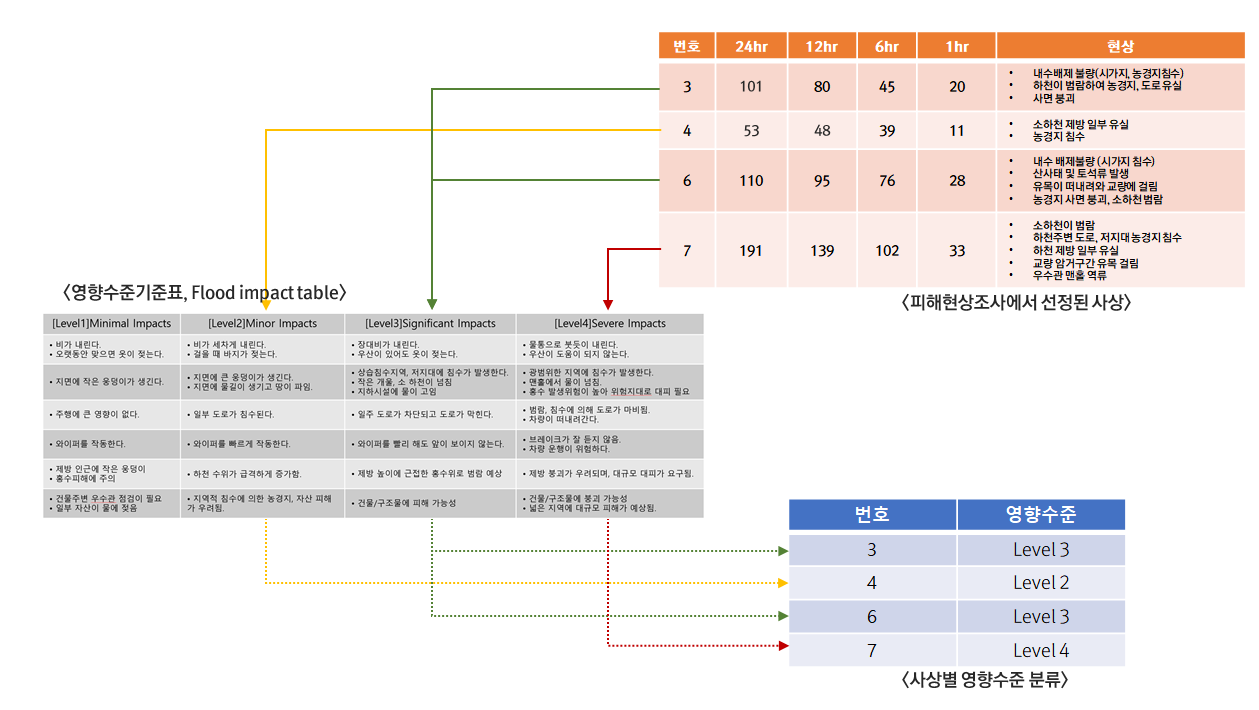 번호 24hr 12hr 6hr 1hr 현상
3 101 80 45 20
• 내수배제 불량(시가지, 농경지침수)
• 하천이 범람하여 농경지, 도로유실
• 사면 붕괴
4 53 48 39 11
• 소하천 제방 일부 유실
• 농경지 침수
6 110 95 76 28
• 내수 배제불량 (시가지 침수)
• 산사태 및 토석류 발생
• 유목이 떠내려와 교량에 걸림
• 농경지 사면 붕괴, 소하천범람
7 191 139 102 33
• 소하천이 범람
• 하천주변 도로, 저지대농경지침수
• 하천 제방 일부 유실
• 교량 암거구간 유목 걸림
• 우수관 맨홀 역류
〈피해현상조사에서 선정된 사상〉
〈영향수준기준표, Flood impact table〉
[Level1]Minimal Impacts [Level2]Minor Impacts [Level3]Significant Impacts [Level4]Severe Impacts
• 비가 내린다.
• 오랫동안 맞으면 옷이 젖는다.
• 비가 세차게 내린다.
• 걸을 때 바지가 젖는다.
• 장대비가 내린다.
• 우산이 있어도 옷이 젖는다.
• 물통으로 붓듯이 내린다.
• 우산이 도움이 되지 않는다.
• 지면에 작은 웅덩이가 생긴다.
• 지면에 큰 웅덩이가 생긴다.
• 지면에 물길이 생기고 땅이 파임.
• 상습침수지역, 저지대에 침수가 발생한다.
• 작은 개울, 소 하천이 넘침
• 지하시설에 물이 고임
• 광범위한 지역에 침수가 발생한다.
• 맨홀에서 물이 넘침.
• 홍수 발생위험이 높아 위험지대로 대피 필요
• 주행에 큰 영향이 없다.
• 일부 도로가 침수된다.
• 일주 도로가 차단되고 도로가 막힌다.
• 범람, 침수에 의해 도로가 마비됨.
• 차량이 떠내려간다.
• 와이퍼를 작동한다.
• 와이퍼를 빠르게 작동한다.
• 와이퍼를 빨리 해도 앞이 보이지 않는다.
• 브레이크가 잘 듣지 않음.
• 차량 운행이 위험하다.
• 제방 인근에 작은 웅덩이
• 홍수피해에 주의
• 하천 수위가 급격하게 증가함.
• 제방 높이에 근접한 홍수위로 범람 예상
• 제방 붕괴가 우려되며, 대규모 대피가 요구됨.
• 건물주변 우수관 점검이 필요
• 일부 자산이 물에 젖음
• 지역적 침수에 의한 농경지, 자산 피해
가 우려됨.
• 건물/구조물에 피해 가능성
• 건물/구조물에 붕괴 가능성
• 넓은 지역에 대규모 피해가 예상됨.
번호 영향수준
3 Level 3
4 Level 2
6 Level 3
7 Level 4
〈사상별 영향수준 분류〉